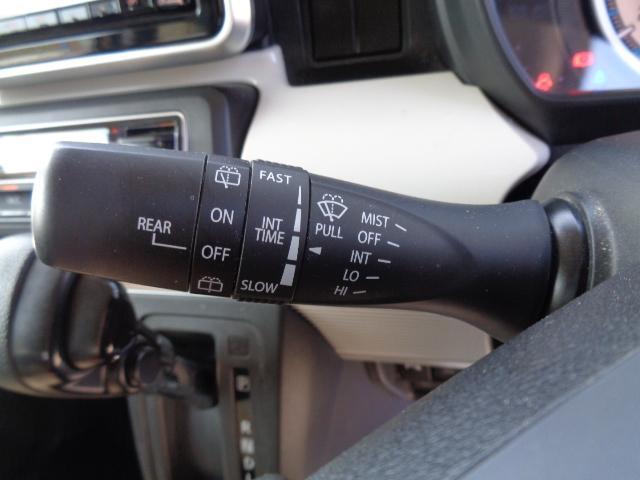 REAR
ON
OFF
FAST
INT
TIME
SLOW
PULL
MIST
OFF
INT
LO
HI
P
R
N
D